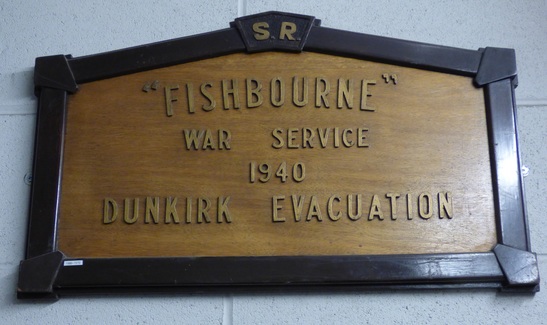 S.R.
"FISHBOURNE"
WAR SERVICE
1940
DUNKIRK EVACUATION